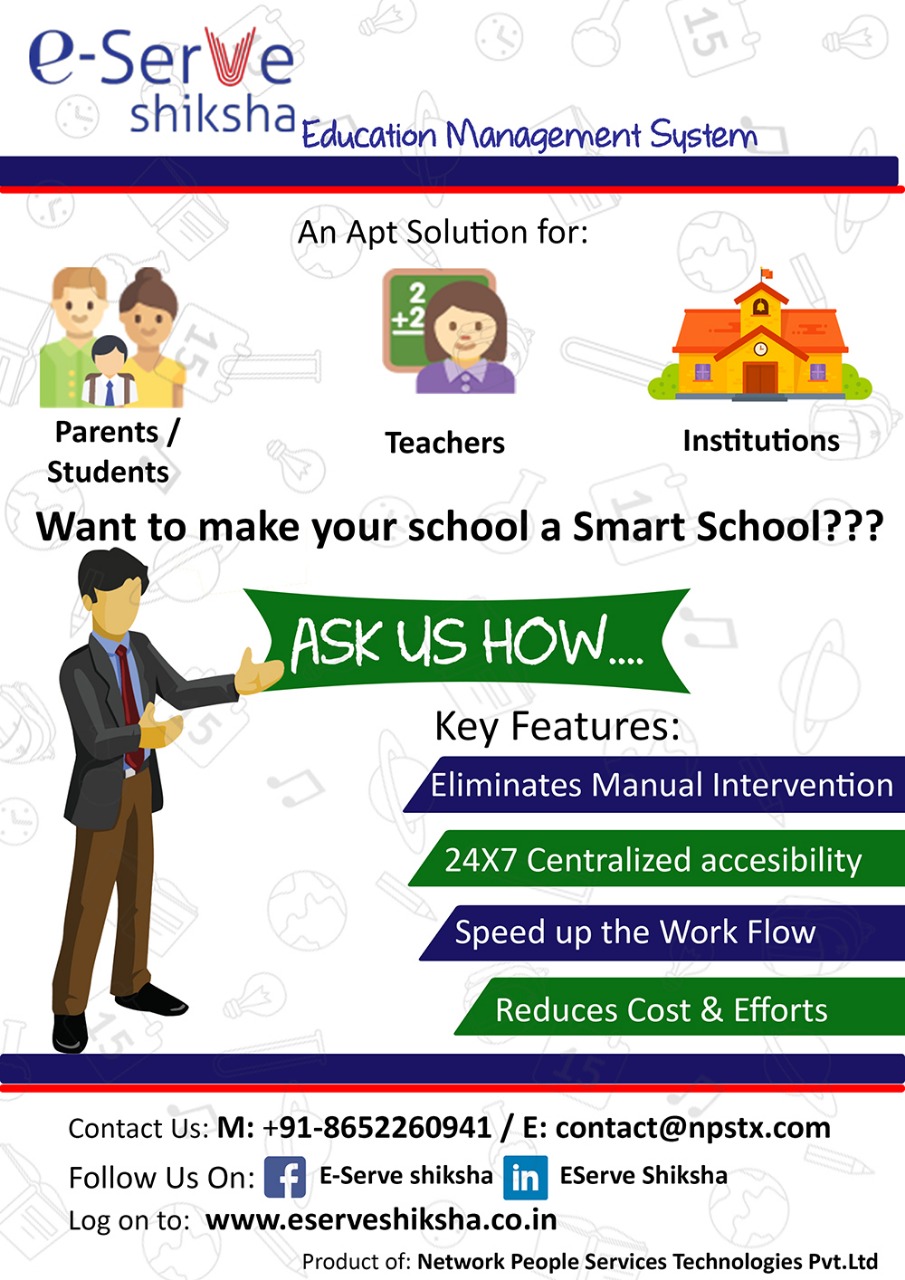 e-Serve
shiksha
Education Management System
An Apt Solution for:
2
+2
Parents /
Students
Teachers
Institutions
Want to make your school a Smart School???
ASK US HOW....
Key Features:
Eliminates Manual Intervention
24X7 Centralized accesibility
Speed up the Work Flow
Reduces Cost & Efforts
Contact Us: M: +91-8652260941 / E: contact@npstx.com
Follow Us On: f E-Serve shiksha in EServe Shiksha
Log on to: www.eserveshiksha.co.in
Product of: Network People Services Technologies Pvt.Ltd